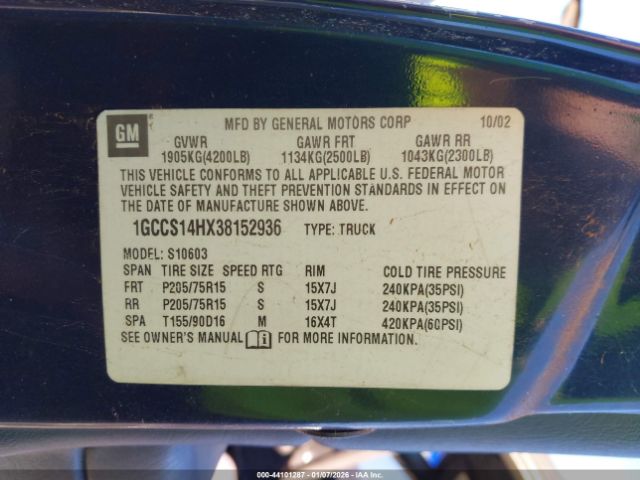 GM
MFD BY GENERAL MOTORS CORP 10/02
GVWR GAWR FRT GAWR RR
1905KG(4200LB) 1134KG(2500LB) 1043KG(2300LB)
THIS VEHICLE CONFORMS TO ALL APPLICABLE U.S. FEDERAL MOTOR
VEHICLE SAFETY AND THEFT PREVENTION STANDARDS IN EFFECT ON
THE DATE OF MANUFACTURE SHOWN ABOVE.
1GCCS14HX38152936 TYPE: TRUCK
MODEL: S10603
SPAN TIRE SIZE SPEED RTG RIM COLD TIRE PRESSURE
FRT P205/75R15 S 15X7J 240KPA(35PSI)
RR P205/75R15 S 15X7J 240KPA(35PSI)
SPA T155/90D16 M 16X4T 420KPA(60PSI)
SEE OWNER'S MANUAL FOR MORE INFORMATION.
000-44101287 - 01/07/2026 - IAAI.COM